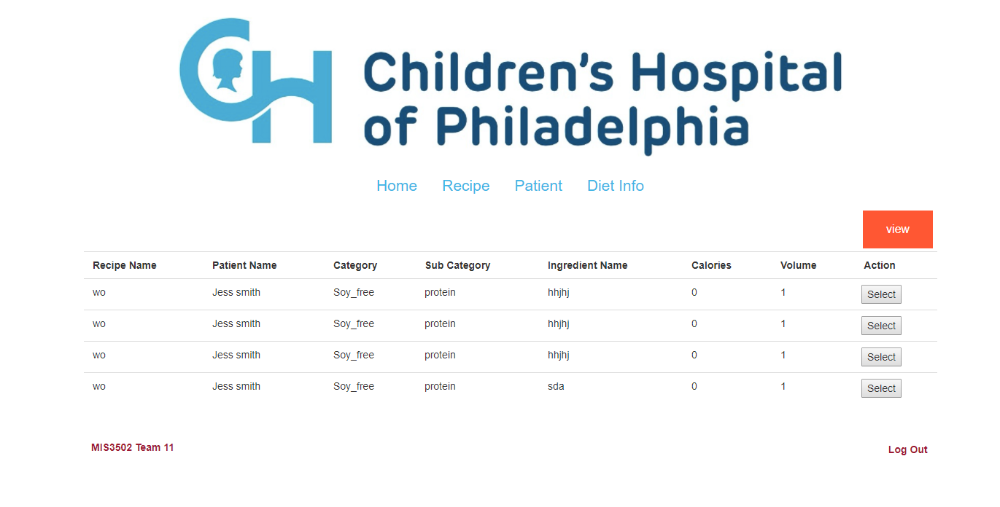 Children's Hospital
of Philadelphia
Home Recipe Patient Diet Info
view
Recipe Name Patient Name Category Sub Category Ingredient Name Calories Volume Action
wo Jess smith Soy_free protein hhjhj 0 1 Select
wo Jess smith Soy_free protein hhjhj 0 1 Select
wo Jess smith Soy_free protein hhjhj 0 1 Select
wo Jess smith Soy_free protein sda 0 1 Select
MIS3502 Team 11 Log Out